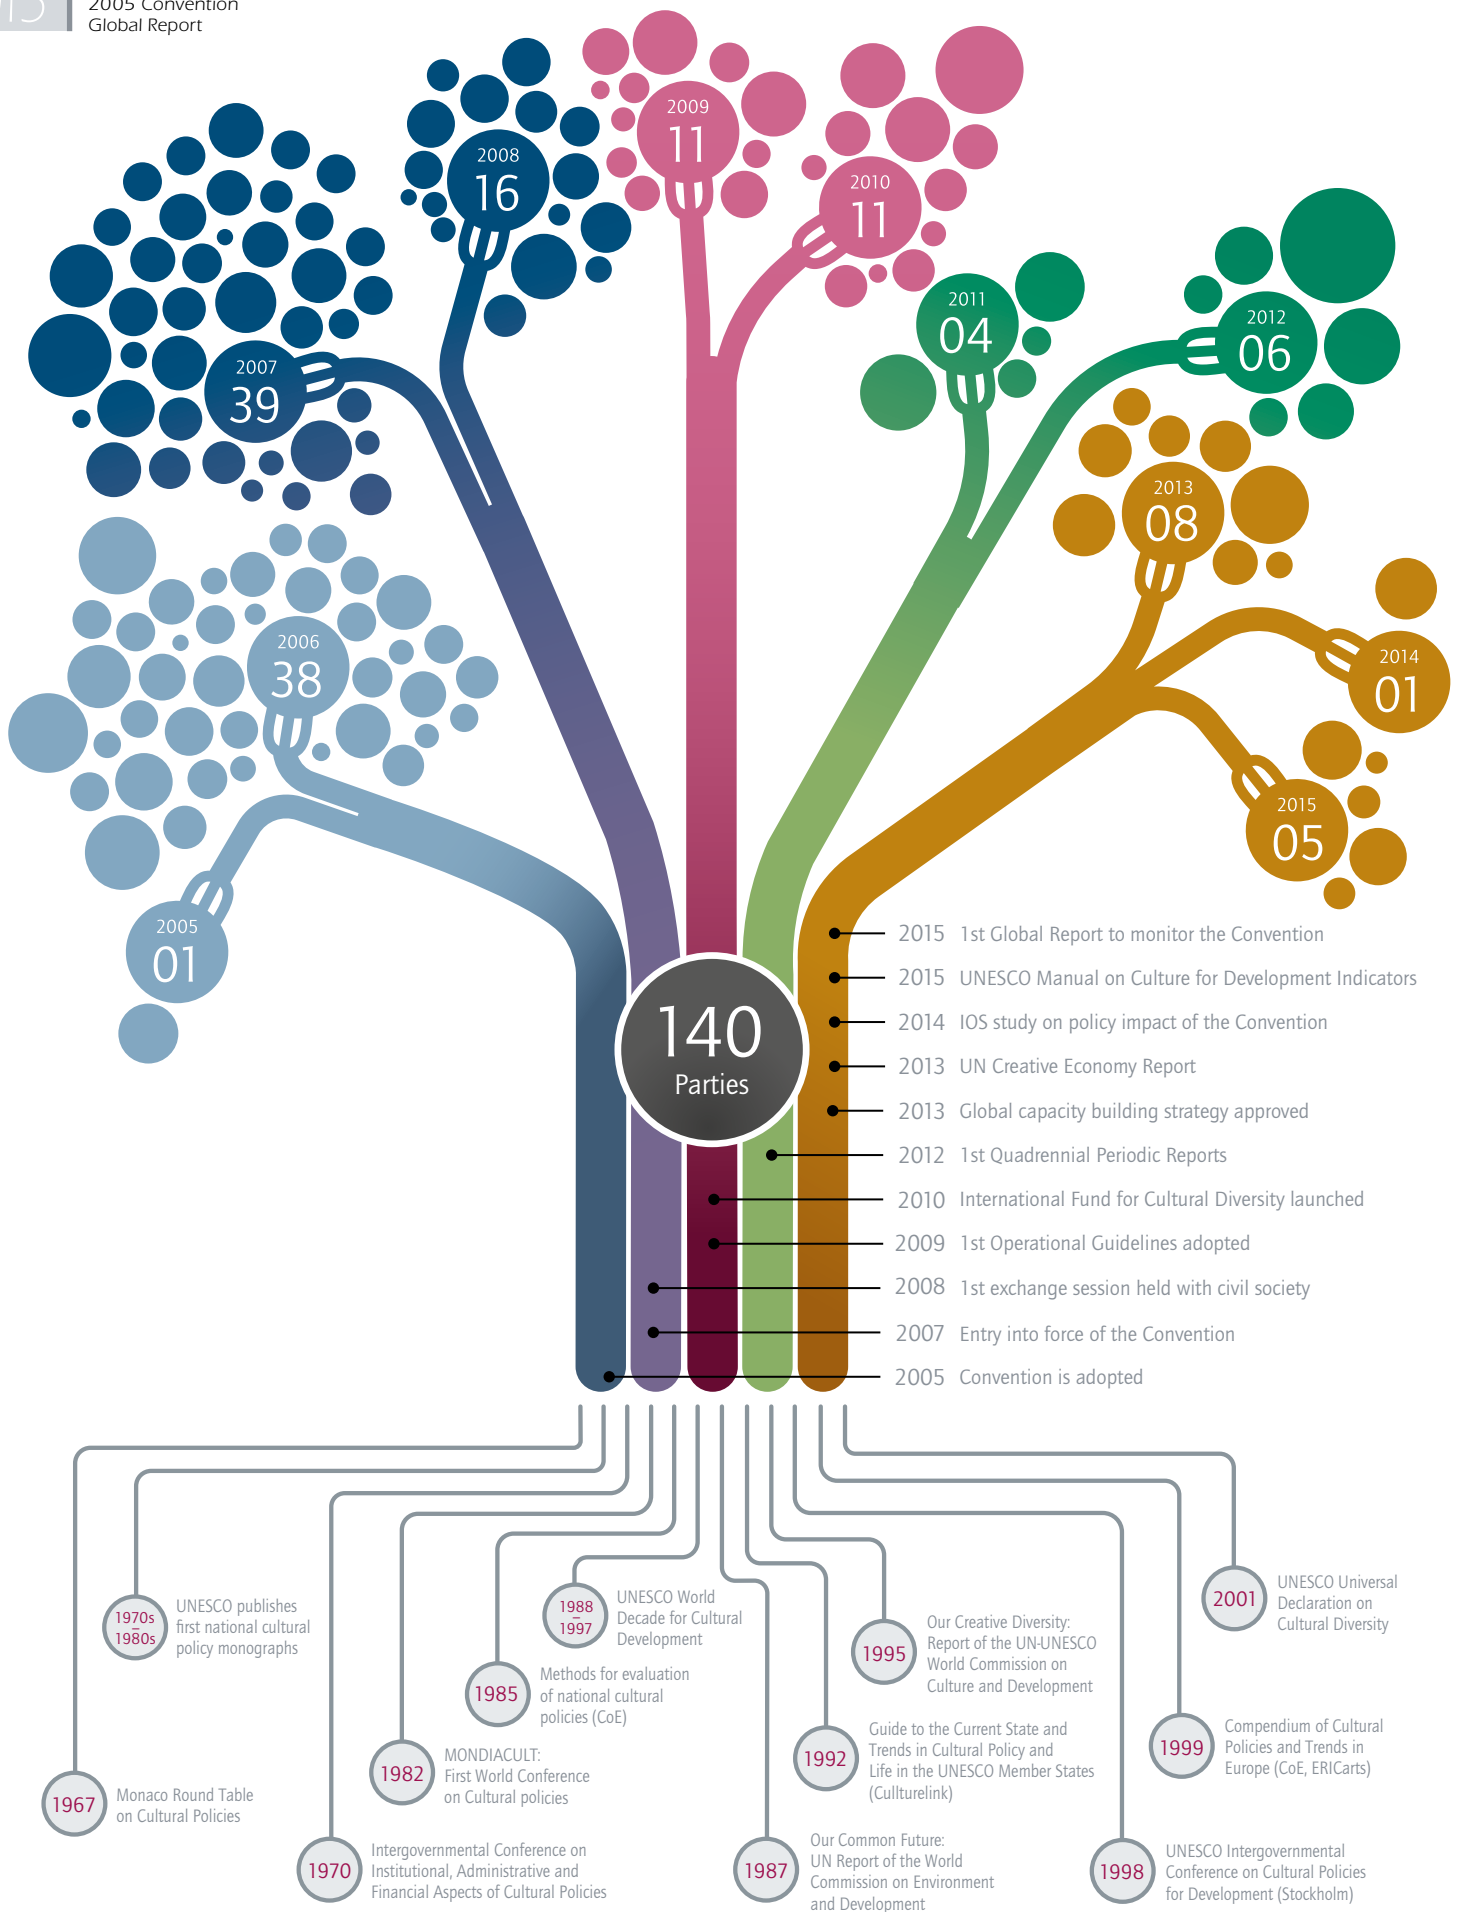 15
2005 Convention
Global Report
2009
11
2008
16
2010
11
2011
04
2012
06
2007
39
2013
08
2006
38
2014
01
2015
05
2005
01
140
Parties
2015 1st Global Report to monitor the Convention
2015 UNESCO Manual on Culture for Development Indicators
2014 IOS study on policy impact of the Convention
2013 UN Creative Economy Report
2013 Global capacity building strategy approved
2012 1st Quadrennial Periodic Reports
2010 International Fund for Cultural Diversity launched
2009 1st Operational Guidelines adopted
2008 1st exchange session held with civil society
2007 Entry into force of the Convention
2005 Convention is adopted
1970s
–
1980s
UNESCO publishes
first national cultural
policy monographs
1988
–
1997
UNESCO World
Decade for Cultural
Development
2001
UNESCO Universal
Declaration on
Cultural Diversity
1995
Our Creative Diversity:
Report of the UN-UNESCO
World Commission on
Culture and Development
1985
Methods for evaluation
of national cultural
policies (CoE)
1992
Guide to the Current State and
Trends in Cultural Policy and
Life in the UNESCO Member States
(Cullturelink)
1999
Compendium of Cultural
Policies and Trends in
Europe (CoE, ERICarts)
1982
MONDIACULT:
First World Conference
on Cultural policies
1967
Monaco Round Table
on Cultural Policies
1970
Intergovernmental Conference on
Institutional, Administrative and
Financial Aspects of Cultural Policies
1987
Our Common Future:
UN Report of the World
Commission on Environment
and Development
1998
UNESCO Intergovernmental
Conference on Cultural Policies
for Development (Stockholm)